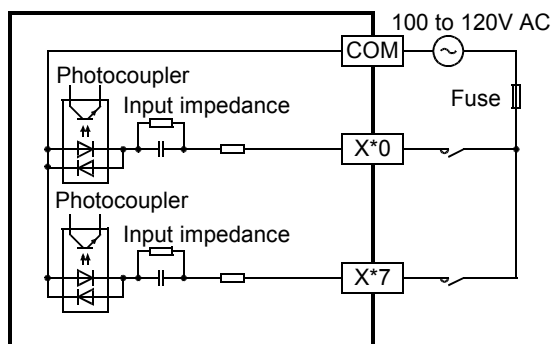 100 to 120V AC
COM
Photocoupler
Fuse
Input impedance
X*0
Photocoupler
Input impedance
X*7